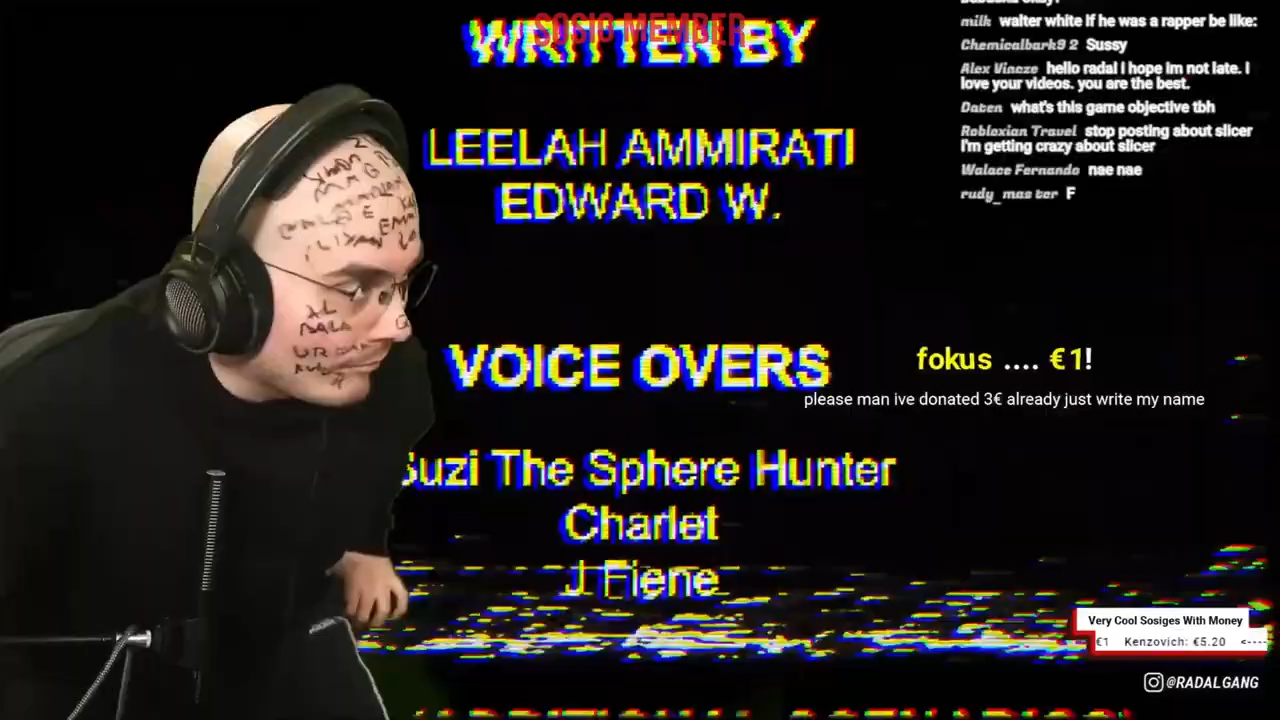 SOSIG MEMBER
WRITTEN BY
LEELAH AMMIRATI
EDWARD W.
VOICE OVERS
Suzi The Sphere Hunter
Charlet
J Fiene
milk walter white if he was a rapper be like:
Chemicalbark9 2 Sussy
Alex Vincze hello radal I hope im not late. I
love your videos. you are the best.
Daten what's this game objective tbh
Robloxian Travel stop posting about slicer
I'm getting crazy about slicer
Walace Fernando nae nae
rudy_master F
fokus .... €1!
please man ive donated 3€ already just write my name
Very Cool Sosiges With Money
€1 Kenzovich: €5.20 <----
@RADALGANG